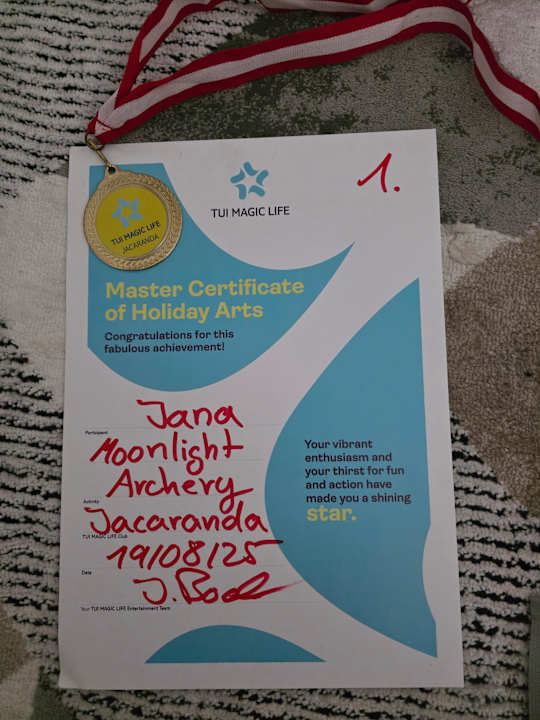 1.
TUI MAGIC LIFE
TUI MAGIC LIFE
JACARANDA
Master Certificate
of Holiday Arts
Congratulations for this
fabulous achievement!
Jana
Participant
Moonlight
Archery
Activity
Jacaranda
TUI MAGIC LIFE Club
19/08/25
Date
Your TUI MAGIC LIFE Entertainment Team
Your vibrant
enthusiasm and
your thirst for fun
and action have
made you a shining
star.